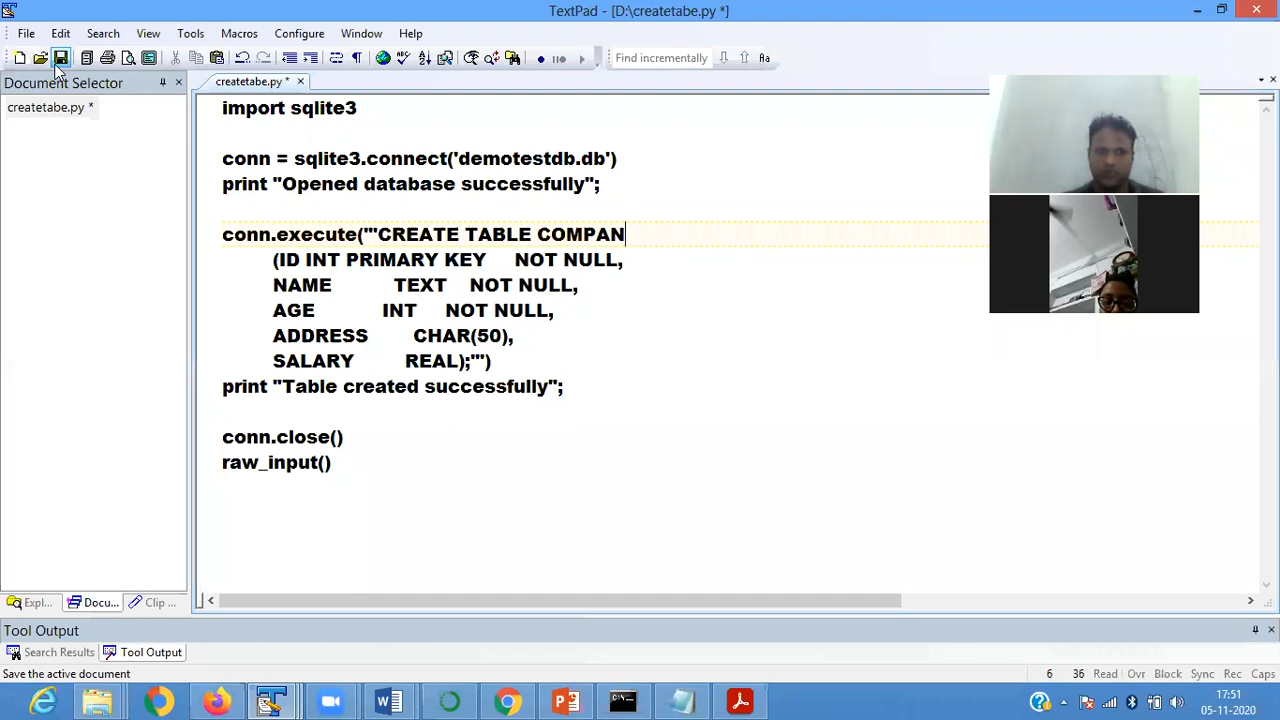 TextPad - [D:\createtabe.py *]
File Edit Search View Tools Macros Configure Window Help
Find incrementally
Aa
Document Selector
createtabe.py *
createtabe.py *
import sqlite3
conn = sqlite3.connect('demotestdb.db')
print "Opened database successfully";
conn.execute('''CREATE TABLE COMPAN
(ID INT PRIMARY KEY NOT NULL,
NAME TEXT NOT NULL,
AGE INT NOT NULL,
ADDRESS CHAR(50),
SALARY REAL);''')
print "Table created successfully";
conn.close()
raw_input()
Expl... Docu... Clip ...
Tool Output
Search Results Tool Output
Save the active document 6 36 Read Ovr Block Sync Rec Caps
17:51
05-11-2020